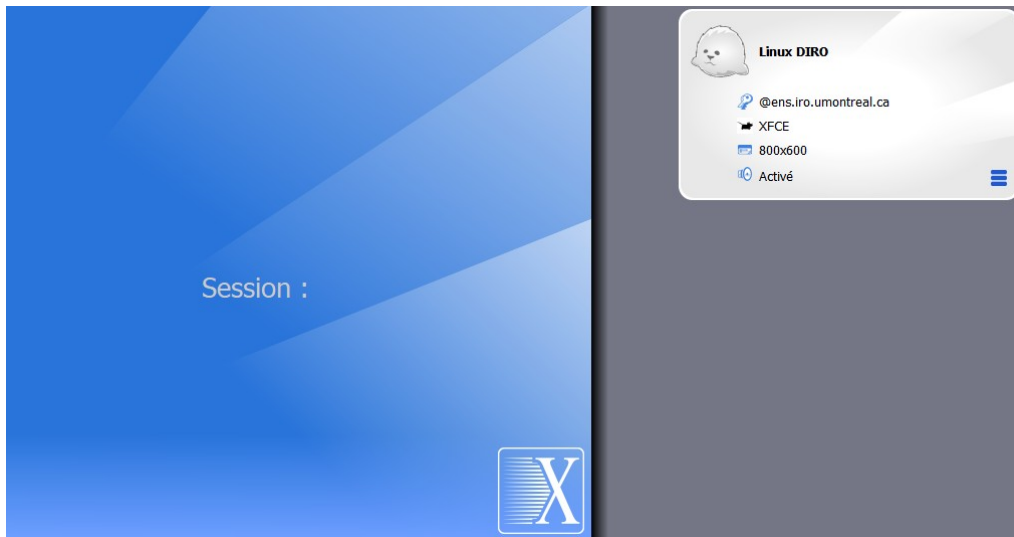 Session :
Linux DIRO
@ens.iro.umontreal.ca
XFCE
800x600
Activé
X